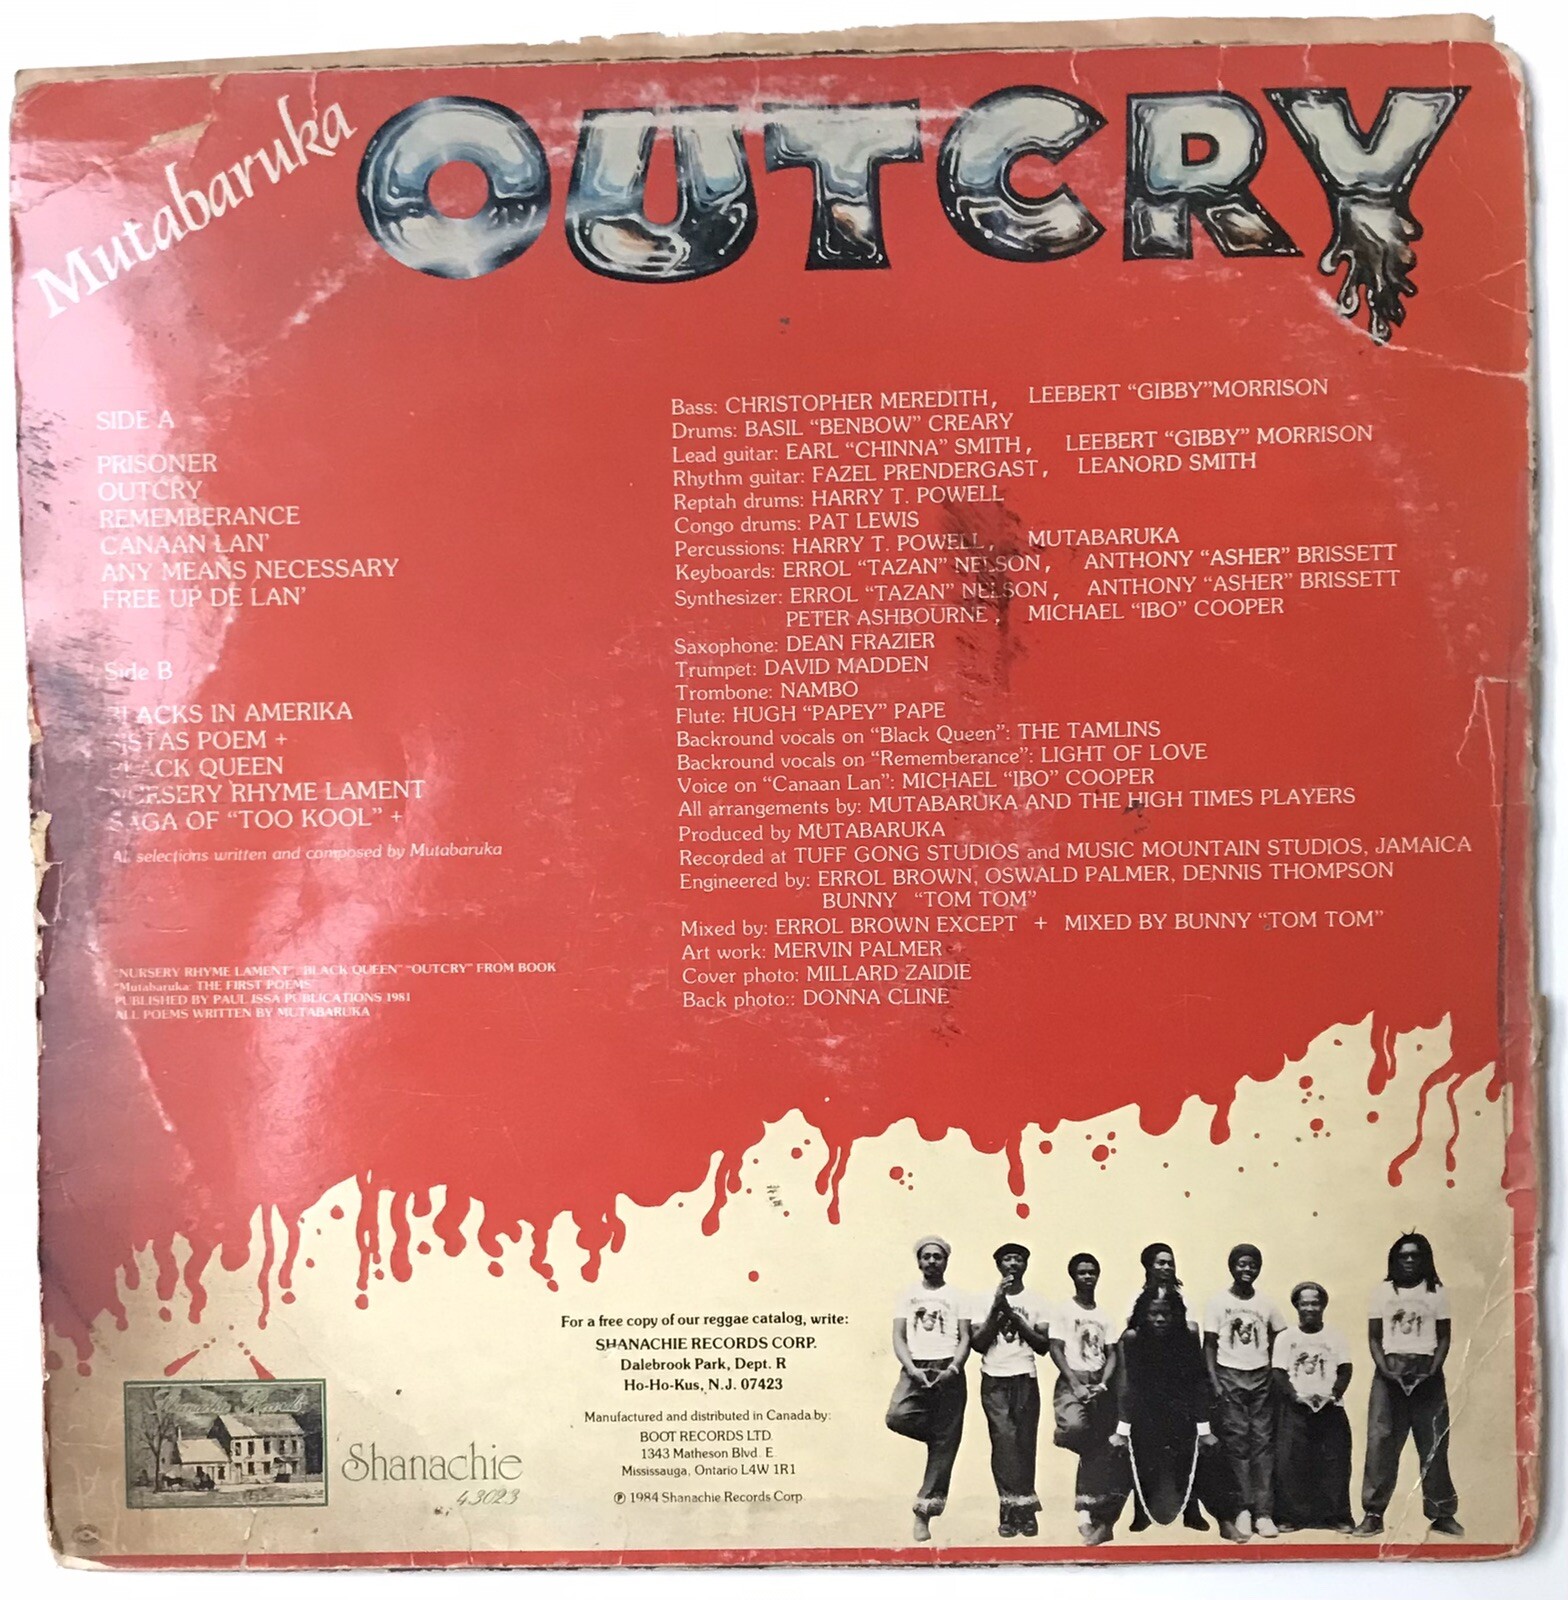 Mutabaruka
OUTCRY
SIDE A
PRISONER
OUTCRY
REMEMBERANCE
CANAAN LAN'
ANY MEANS NECESSARY
FREE UP DE LAN'
Side B
BLACKS IN AMERIKA
SISTAS POEM +
BLACK QUEEN
NURSERY RHYME LAMENT
SAGA OF "TOO KOOL" +
All selections written and composed by Mutabaruka
"NURSERY RHYME LAMENT" "BLACK QUEEN" "OUTCRY" FROM BOOK
"Mutabaruka: THE FIRST POEMS"
PUBLISHED BY PAUL ISSA PUBLICATIONS 1981
ALL POEMS WRITTEN BY MUTABARUKA
Bass: CHRISTOPHER MEREDITH, LEEBERT "GIBBY"MORRISON
Drums: BASIL "BENBOW" CREARY
Lead guitar: EARL "CHINNA" SMITH, LEEBERT "GIBBY" MORRISON
Rhythm guitar: FAZEL PRENDERGAST, LEANORD SMITH
Reptah drums: HARRY T. POWELL
Congo drums: PAT LEWIS
Percussions: HARRY T. POWELL, MUTABARUKA
Keyboards: ERROL "TAZAN" NELSON, ANTHONY "ASHER" BRISSETT
Synthesizer: ERROL "TAZAN" NELSON, ANTHONY "ASHER" BRISSETT
PETER ASHBOURNE, MICHAEL "IBO" COOPER
Saxophone: DEAN FRAZIER
Trumpet: DAVID MADDEN
Trombone: NAMBO
Flute: HUGH "PAPEY" PAPE
Backround vocals on "Black Queen": THE TAMLINS
Backround vocals on "Rememberance": LIGHT OF LOVE
Voice on "Canaan Lan": MICHAEL "IBO" COOPER
All arrangements by: MUTABARUKA AND THE HIGH TIMES PLAYERS
Produced by MUTABARUKA
Recorded at TUFF GONG STUDIOS and MUSIC MOUNTAIN STUDIOS, JAMAICA
Engineered by: ERROL BROWN, OSWALD PALMER, DENNIS THOMPSON
BUNNY "TOM TOM"
Mixed by: ERROL BROWN EXCEPT + MIXED BY BUNNY "TOM TOM"
Art work: MERVIN PALMER
Cover photo: MILLARD ZAIDIE
Back photo:: DONNA CLINE
For a free copy of our reggae catalog, write:
SHANACHIE RECORDS CORP.
Dalebrook Park, Dept. R
Ho-Ho-Kus, N.J. 07423
Manufactured and distributed in Canada by:
BOOT RECORDS LTD.
1343 Matheson Blvd. E
Mississauga, Ontario L4W 1R1
℗ 1984 Shanachie Records Corp.
Shanachie Records
Shanachie
43023